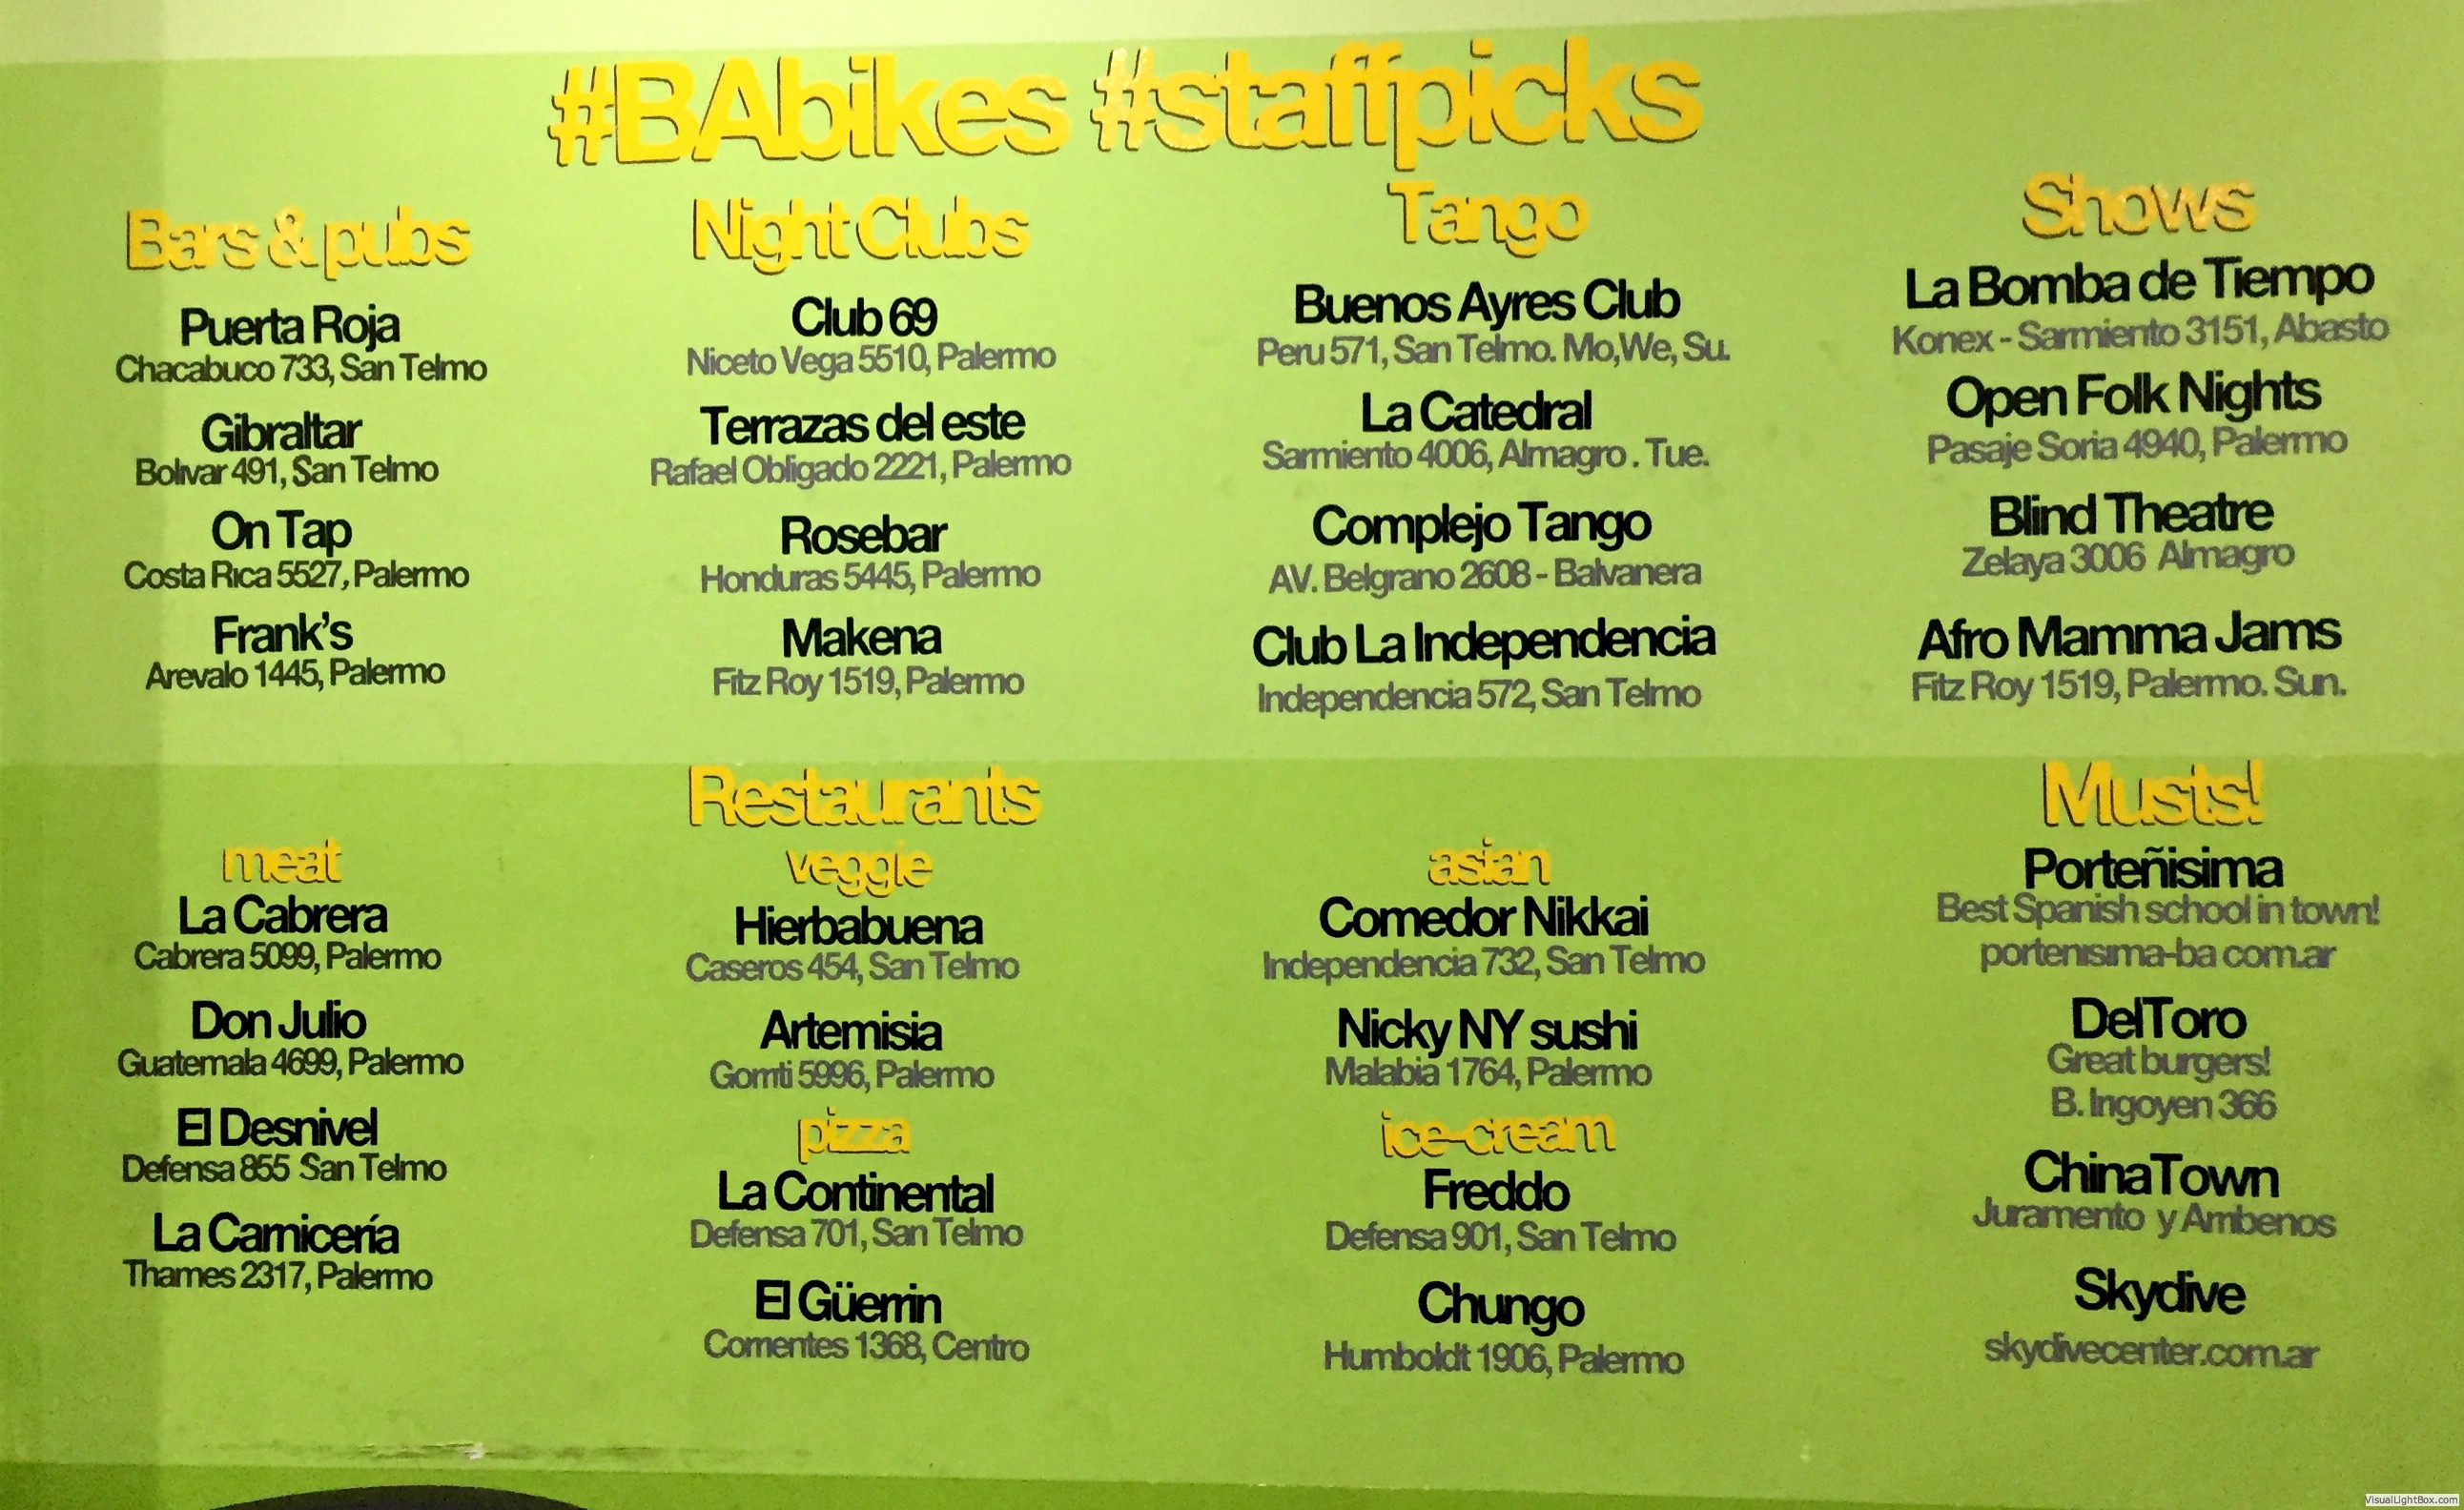 #BAbikes #staffpicks
Bars & pubs
Puerta Roja
Chacabuco 733, San Telmo
Gibraltar
Bolivar 491, San Telmo
On Tap
Costa Rica 5527, Palermo
Frank's
Arevalo 1445, Palermo
Night Clubs
Club 69
Niceto Vega 5510, Palermo
Terrazas del este
Rafael Obligado 2221, Palermo
Rosebar
Honduras 5445, Palermo
Makena
Fitz Roy 1519, Palermo
Tango
Buenos Ayres Club
Peru 571, San Telmo. Mo,We, Su.
La Catedral
Sarmiento 4006, Almagro . Tue.
Complejo Tango
AV. Belgrano 2608 - Balvanera
Club La Independencia
Independencia 572, San Telmo
Shows
La Bomba de Tiempo
Konex - Sarmiento 3151, Abasto
Open Folk Nights
Pasaje Soria 4940, Palermo
Blind Theatre
Zelaya 3006 Almagro
Afro Mamma Jams
Fitz Roy 1519, Palermo. Sun.
Restaurants
meat
La Cabrera
Cabrera 5099, Palermo
Don Julio
Guatemala 4699, Palermo
El Desnivel
Defensa 855 San Telmo
La Carnicería
Thames 2317, Palermo
veggie
Hierbabuena
Caseros 454, San Telmo
Artemisia
Gorriti 5996, Palermo
pizza
La Continental
Defensa 701, San Telmo
El Güerrin
Corrientes 1368, Centro
asian
Comedor Nikkai
Independencia 732, San Telmo
Nicky NY sushi
Malabia 1764, Palermo
ice-cream
Freddo
Defensa 901, San Telmo
Chungo
Humboldt 1906, Palermo
Musts!
Porteñisima
Best Spanish school in town!
portenisima-ba.com.ar
DelToro
Great burgers!
B. Irigoyen 366
ChinaTown
Juramento y Arribenos
Skydive
skydivecenter.com.ar
VisualLightBox.com